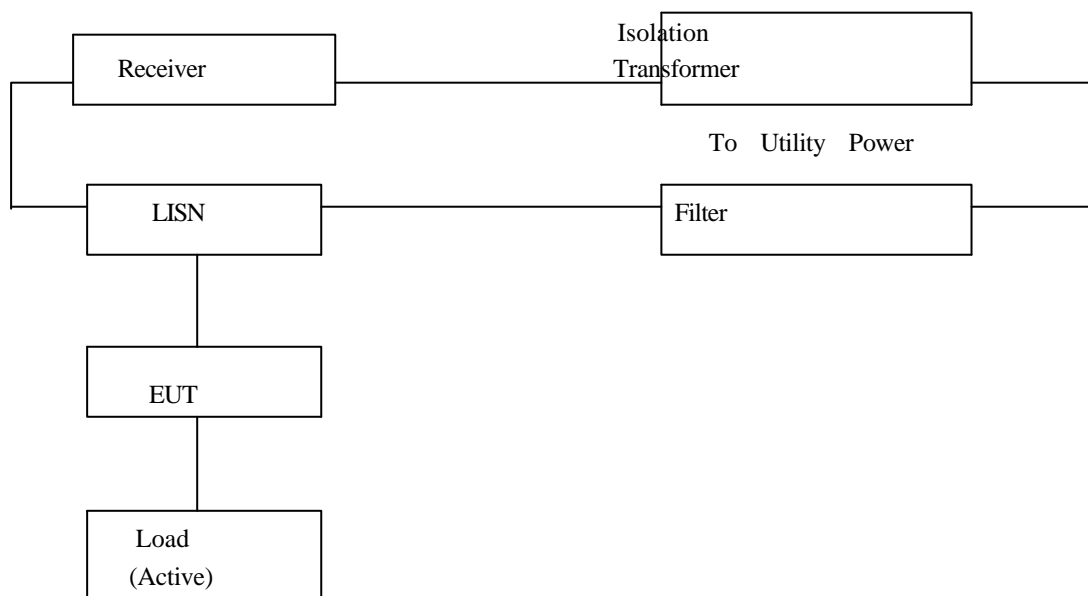 Isolation
Receiver
Transformer
To Utility Power
LISN
Filter
EUT
Load
(Active)